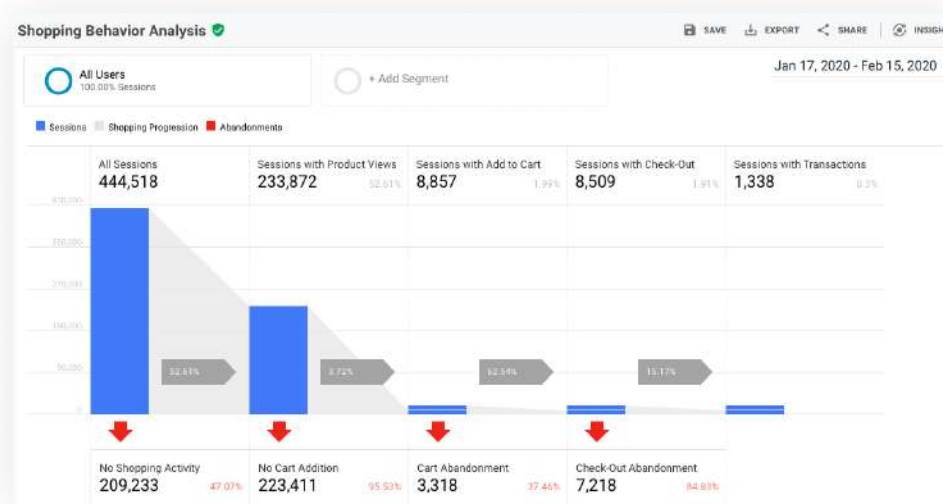 Shopping Behavior Analysis
SAVE EXPORT SHARE INSIGH
All Users
100.00% Sessions
+ Add Segment
Jan 17, 2020 - Feb 15, 2020
Sessions Shopping Progression Abandonments
All Sessions
444,518
Sessions with Product Views
233,872 52.61%
Sessions with Add to Cart
8,857 1.99%
Sessions with Check-Out
8,509 1.91%
Sessions with Transactions
1,338 0.3%
90,000
0
52.61% 3.72% 62.54% 15.17%
No Shopping Activity
209,233 47.07%
No Cart Addition
223,411 95.53%
Cart Abandonment
3,318 37.46%
Check-Out Abandonment
7,218 84.83%